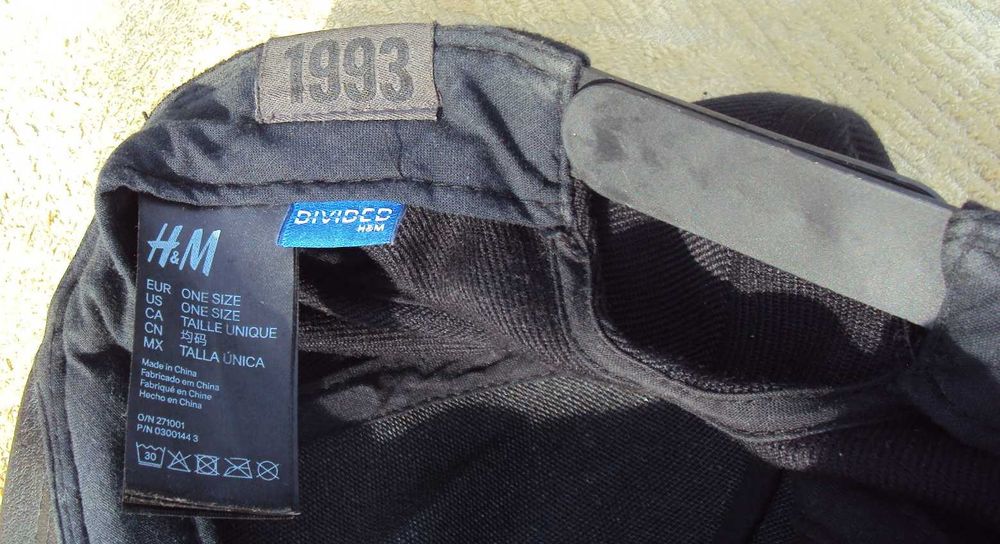 1993
DIVIDED
H&M
H&M
EUR ONE SIZE
US ONE SIZE
CA TAILLE UNIQUE
CN 均码
MX TALLA ÚNICA
Made in China
Fabricado em China
Fabriqué en Chine
Hecho en China
O/N 271001
P/N 0300144 3
30